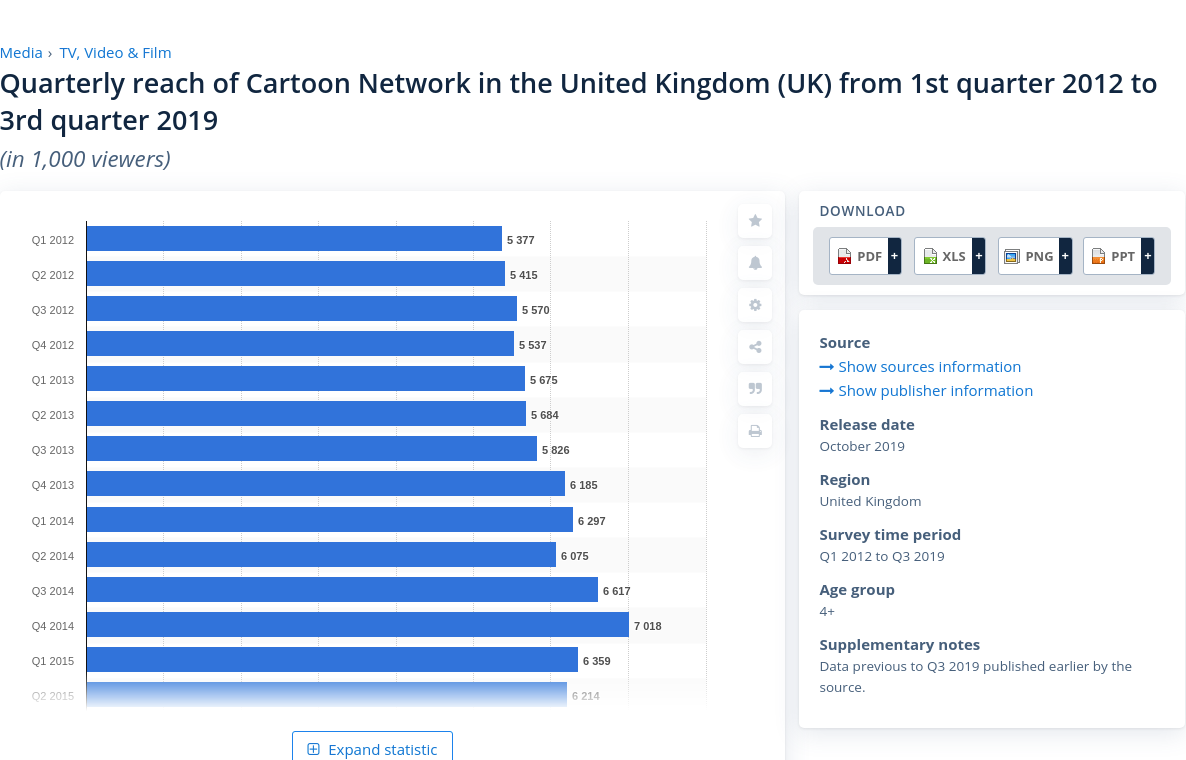 Media › TV, Video & Film
Quarterly reach of Cartoon Network in the United Kingdom (UK) from 1st quarter 2012 to
3rd quarter 2019
(in 1,000 viewers)
Q1 2012 5 377
Q2 2012 5 415
Q3 2012 5 570
Q4 2012 5 537
Q1 2013 5 675
Q2 2013 5 684
Q3 2013 5 826
Q4 2013 6 185
Q1 2014 6 297
Q2 2014 6 075
Q3 2014 6 617
Q4 2014 7 018
Q1 2015 6 359
Q2 2015 6 214
Expand statistic
DOWNLOAD
PDF + XLS + PNG + PPT +
Source
Show sources information
Show publisher information
Release date
October 2019
Region
United Kingdom
Survey time period
Q1 2012 to Q3 2019
Age group
4+
Supplementary notes
Data previous to Q3 2019 published earlier by the
source.